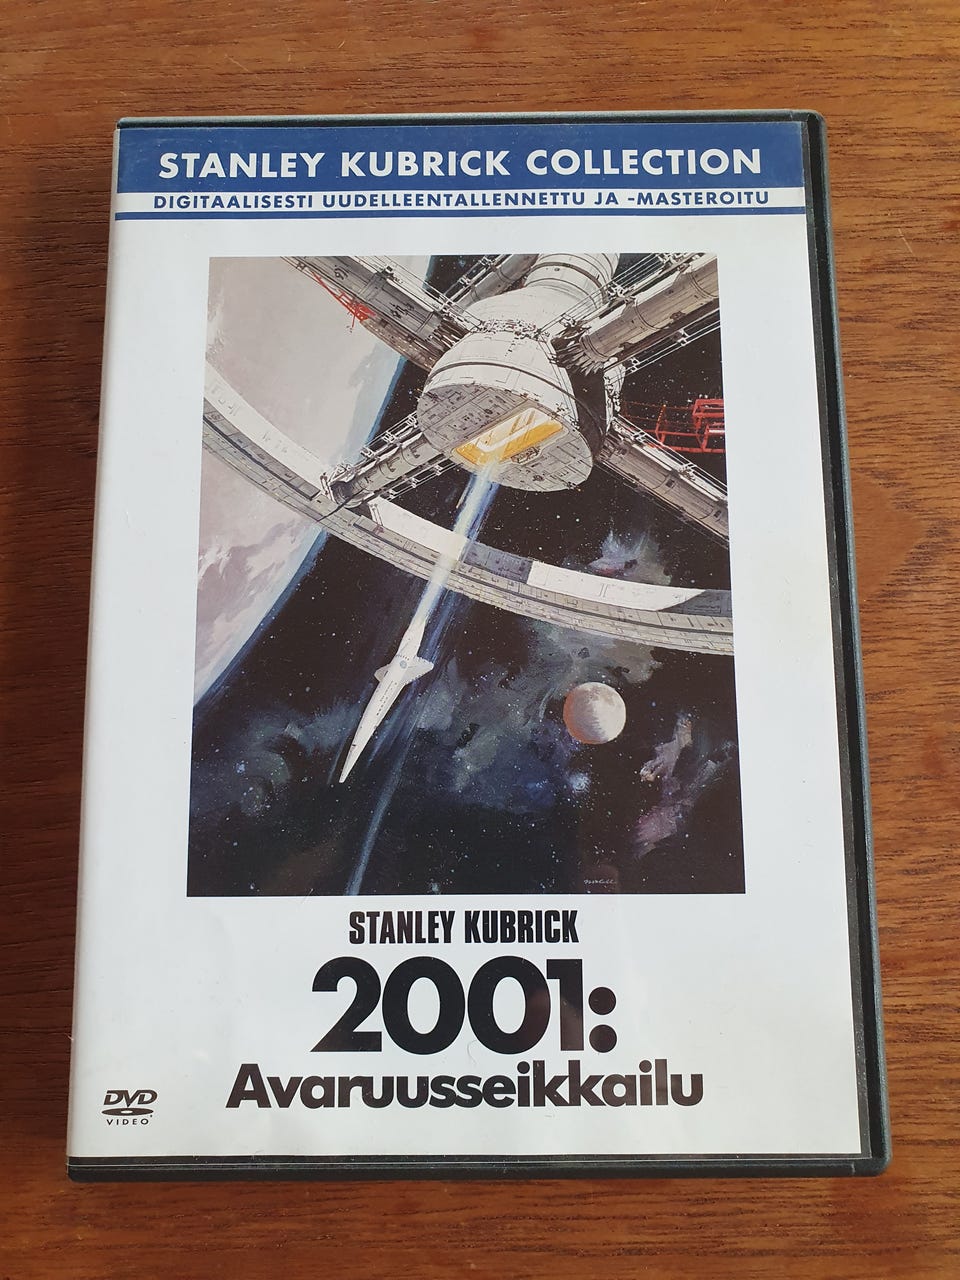 STANLEY KUBRICK COLLECTION
DIGITAALISESTI UUDELLEENTALLENNETTU JA -MASTEROITU
STANLEY KUBRICK
2001:
Avaruusseikkailu
DVD
VIDEO